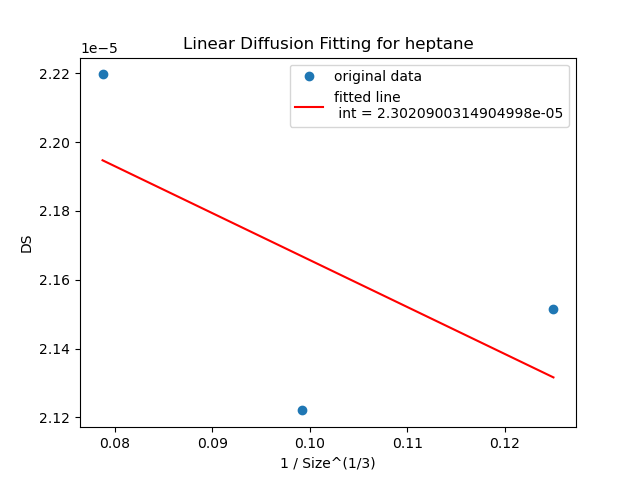 Linear Diffusion Fitting for heptane
1e−5
original data
fitted line
int = 2.3020900314904998e-05
2.22
2.20
2.18
2.16
2.14
2.12
DS
0.08
0.09
0.10
0.11
0.12
1 / Size^(1/3)